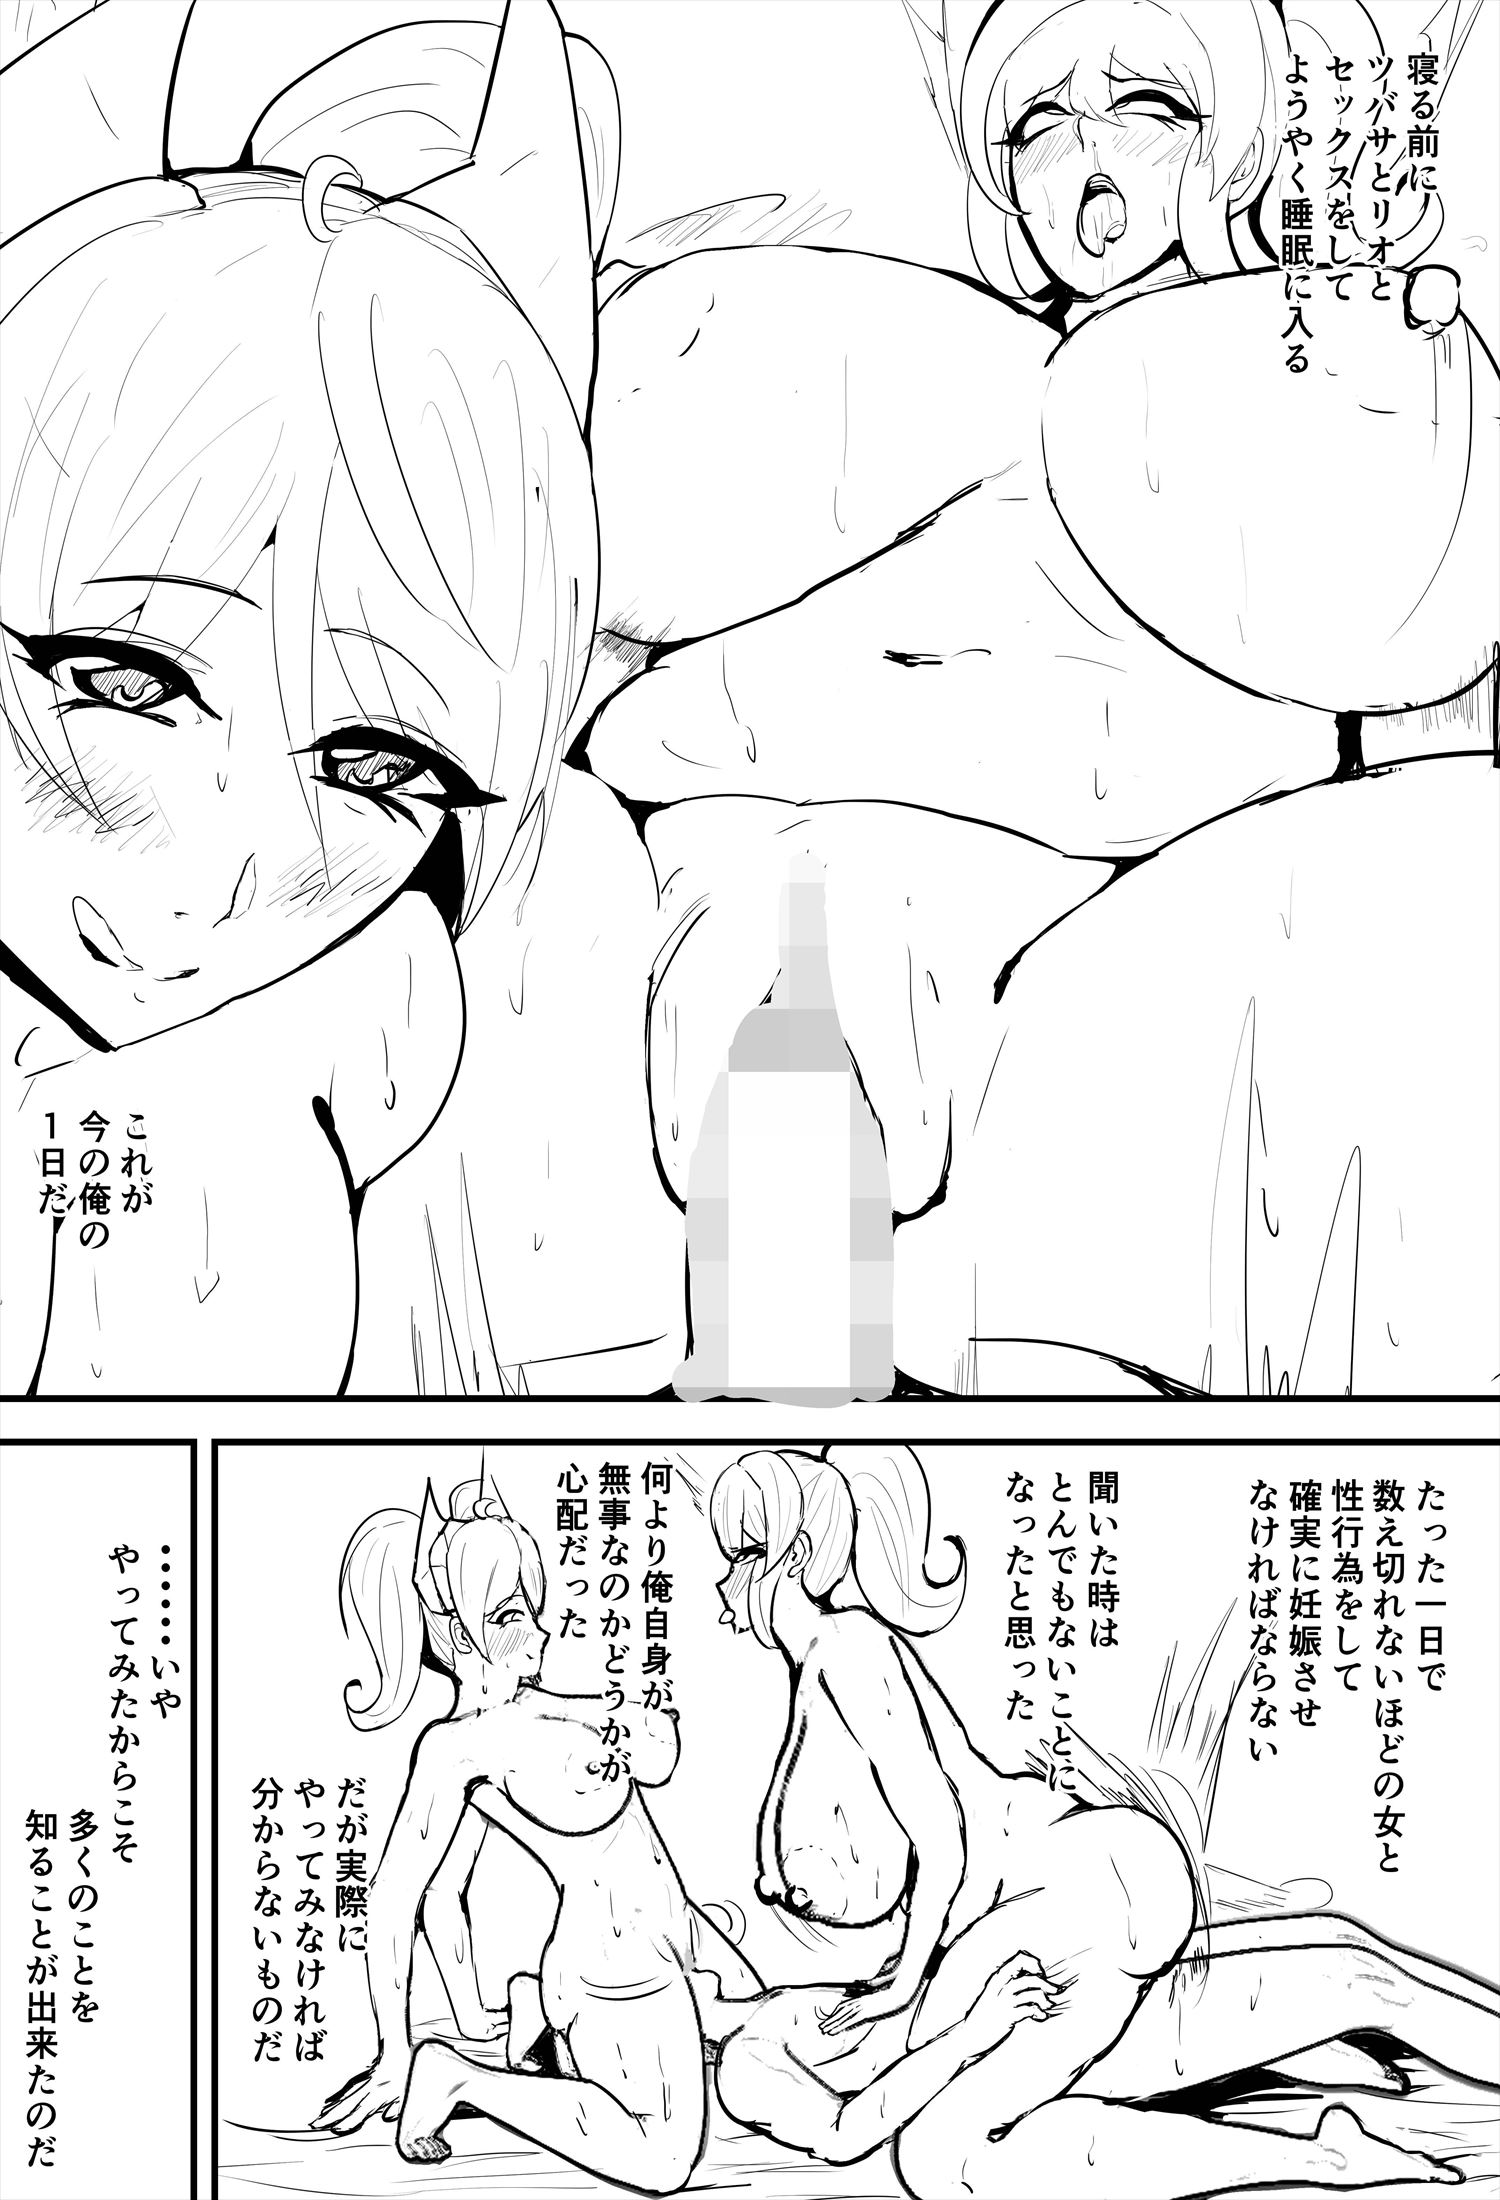 寝る前に
ツバサとリオと
セックスをして
ようやく睡眠に入る
これが
今の俺の
１日だ
たった一日で
数え切れないほどの女と
性行為をして
確実に妊娠させ
なければならない
聞いた時は
とんでもないことに
なったと思った
何より俺自身が
無事なのかどうかが
心配だった
だが実際に
やってみなければ
分からないものだ
・・・・・・いや
やってみたからこそ
多くのことを
知ることが出来たのだ